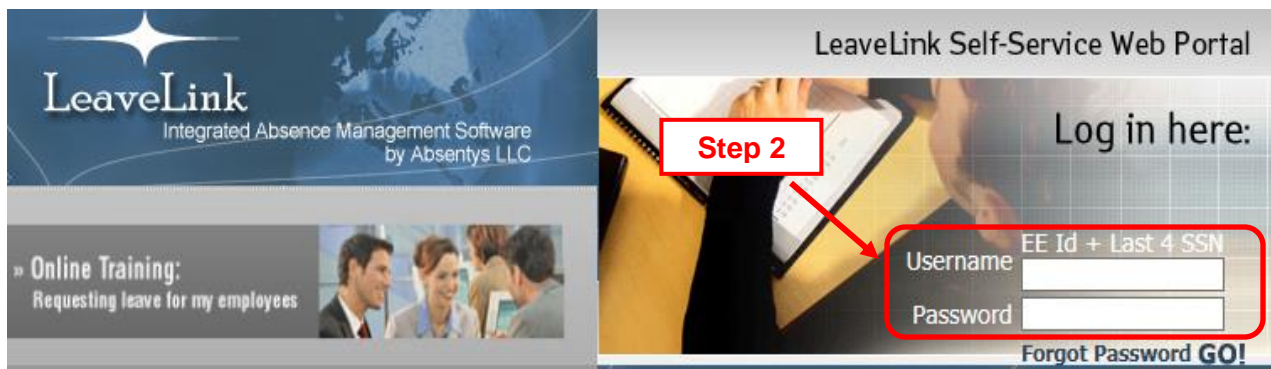 LeaveLink
Integrated Absence Management Software
by Absentys LLC
» Online Training:
Requesting leave for my employees
LeaveLink Self-Service Web Portal
Log in here:
Step 2
EE Id + Last 4 SSN
Username
Password
Forgot Password GO!